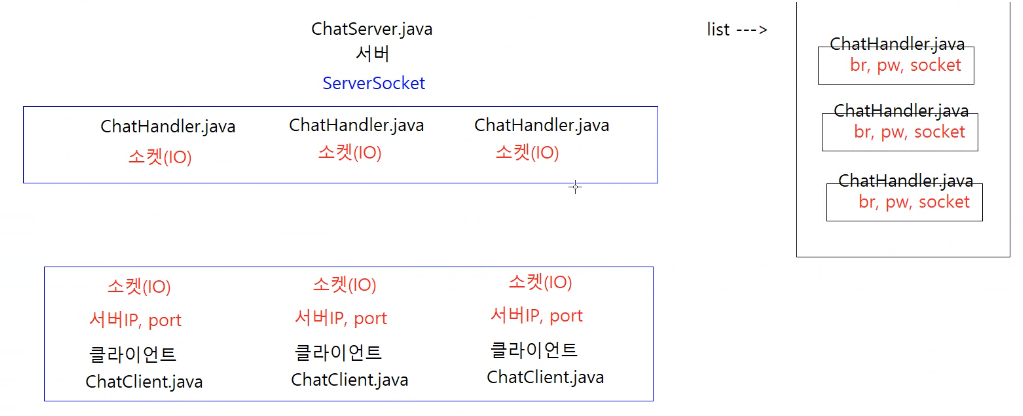 ChatServer.java
서버
ServerSocket
ChatHandler.java ChatHandler.java ChatHandler.java
소켓(IO) 소켓(IO) 소켓(IO)
소켓(IO) 소켓(IO) 소켓(IO)
서버IP, port 서버IP, port 서버IP, port
클라이언트 클라이언트 클라이언트
ChatClient.java ChatClient.java ChatClient.java
list --->
ChatHandler.java
br, pw, socket
ChatHandler.java
br, pw, socket
ChatHandler.java
br, pw, socket